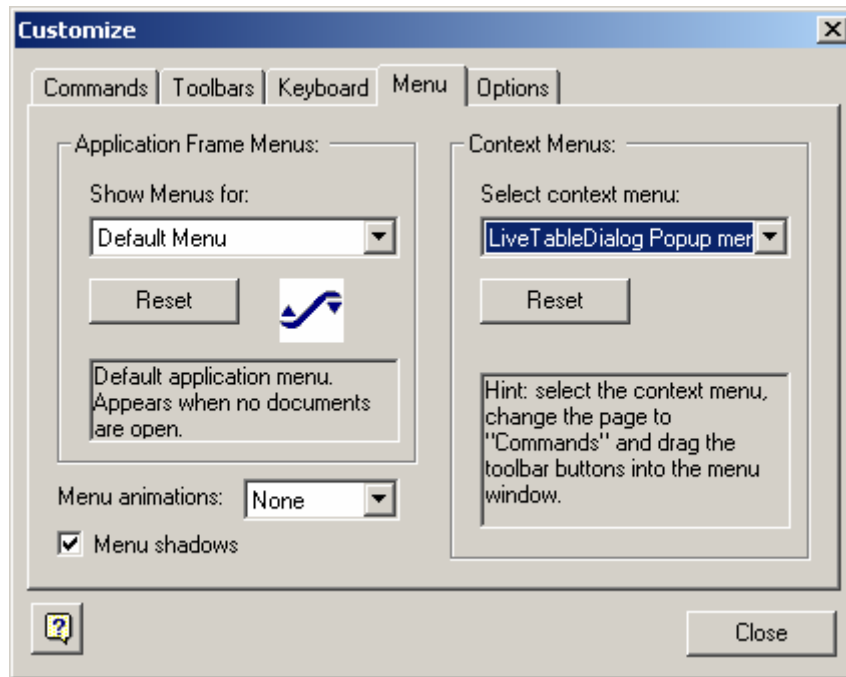 Customize
Commands Toolbars Keyboard Menu Options
Application Frame Menus:
Show Menus for:
Default Menu
Reset
Default application menu.
Appears when no documents
are open.
Menu animations: None
Menu shadows
Context Menus:
Select context menu:
LiveTableDialog Popup
Reset
Hint: select the context menu,
change the page to
"Commands" and drag the
toolbar buttons into the menu
window.
Close